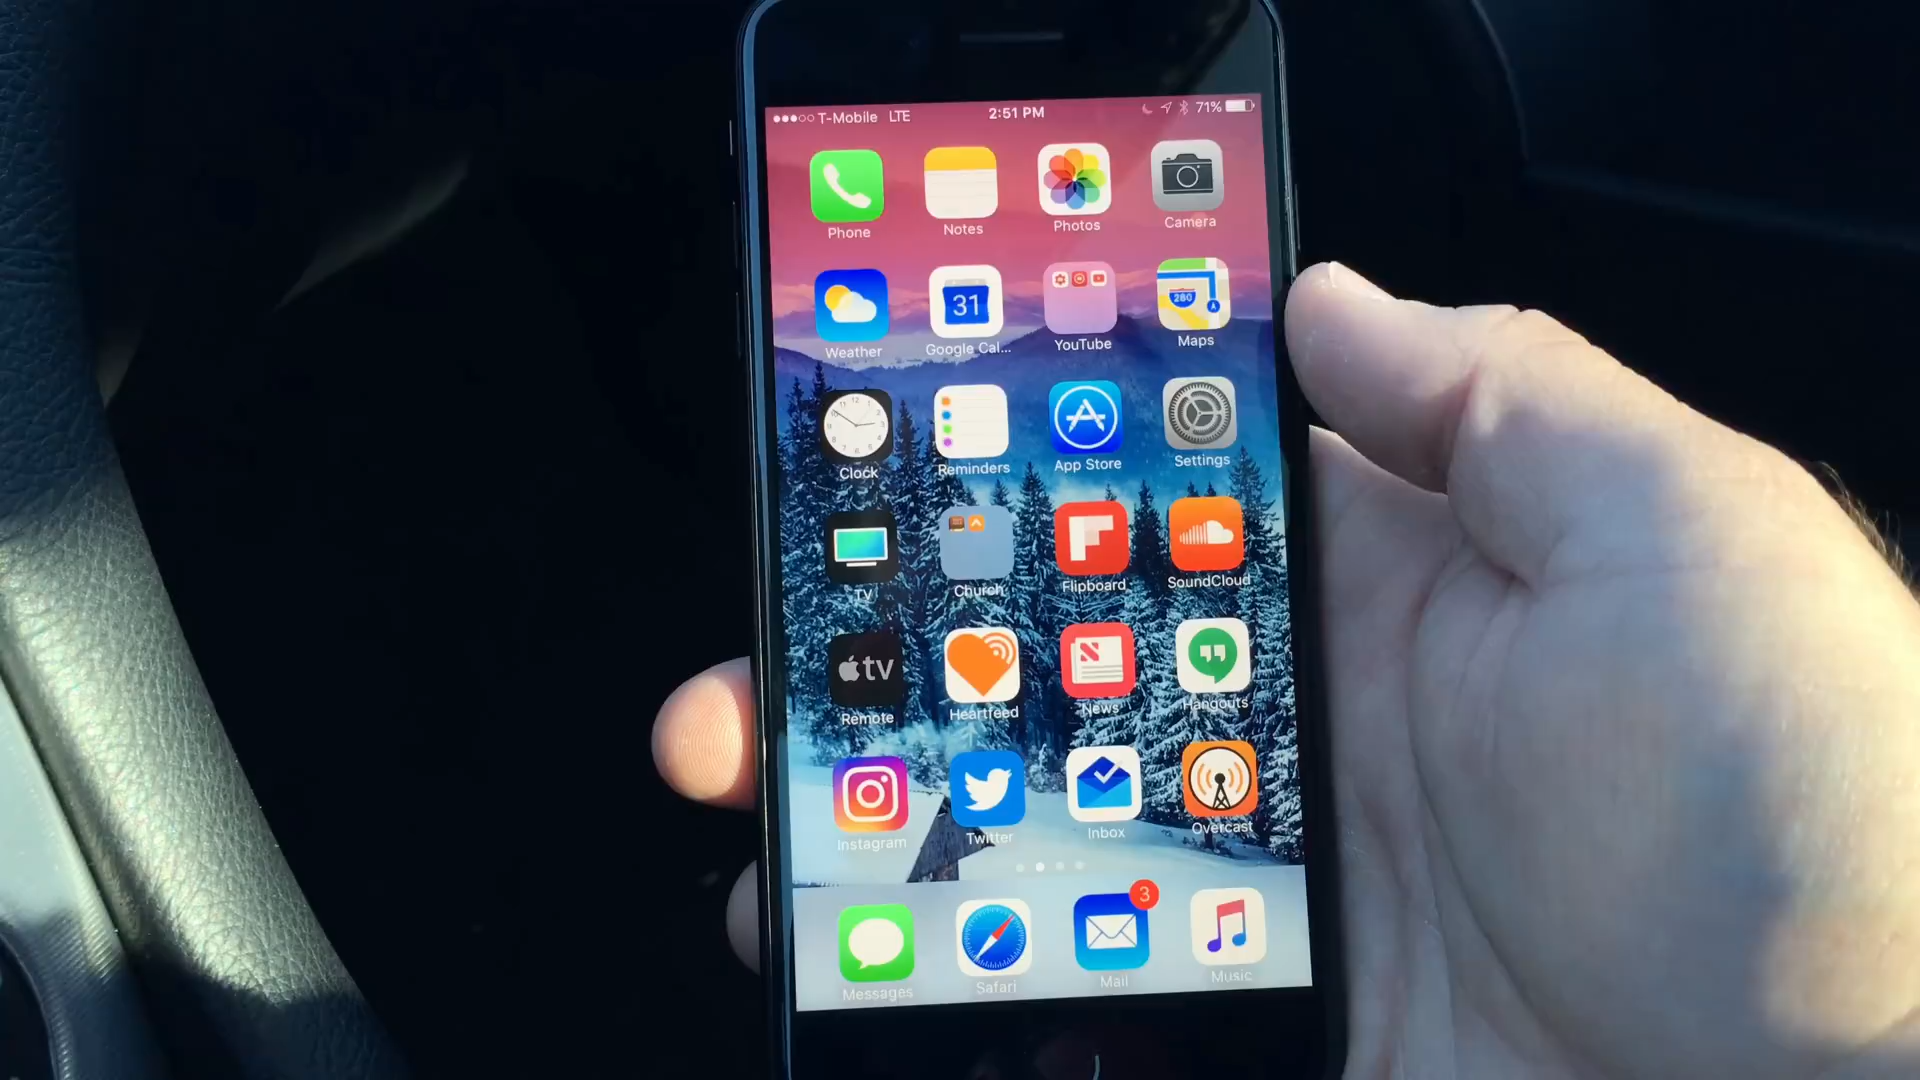 T-Mobile LTE 2:51 PM 71%
Phone Notes Photos Camera
31 280
Weather Google Cal... YouTube Maps
Clock Reminders App Store Settings
TV Church Flipboard SoundCloud
tv
Remote Heartfeed News Hangouts
Instagram Twitter Inbox Overcast
3
Messages Safari Mail Music